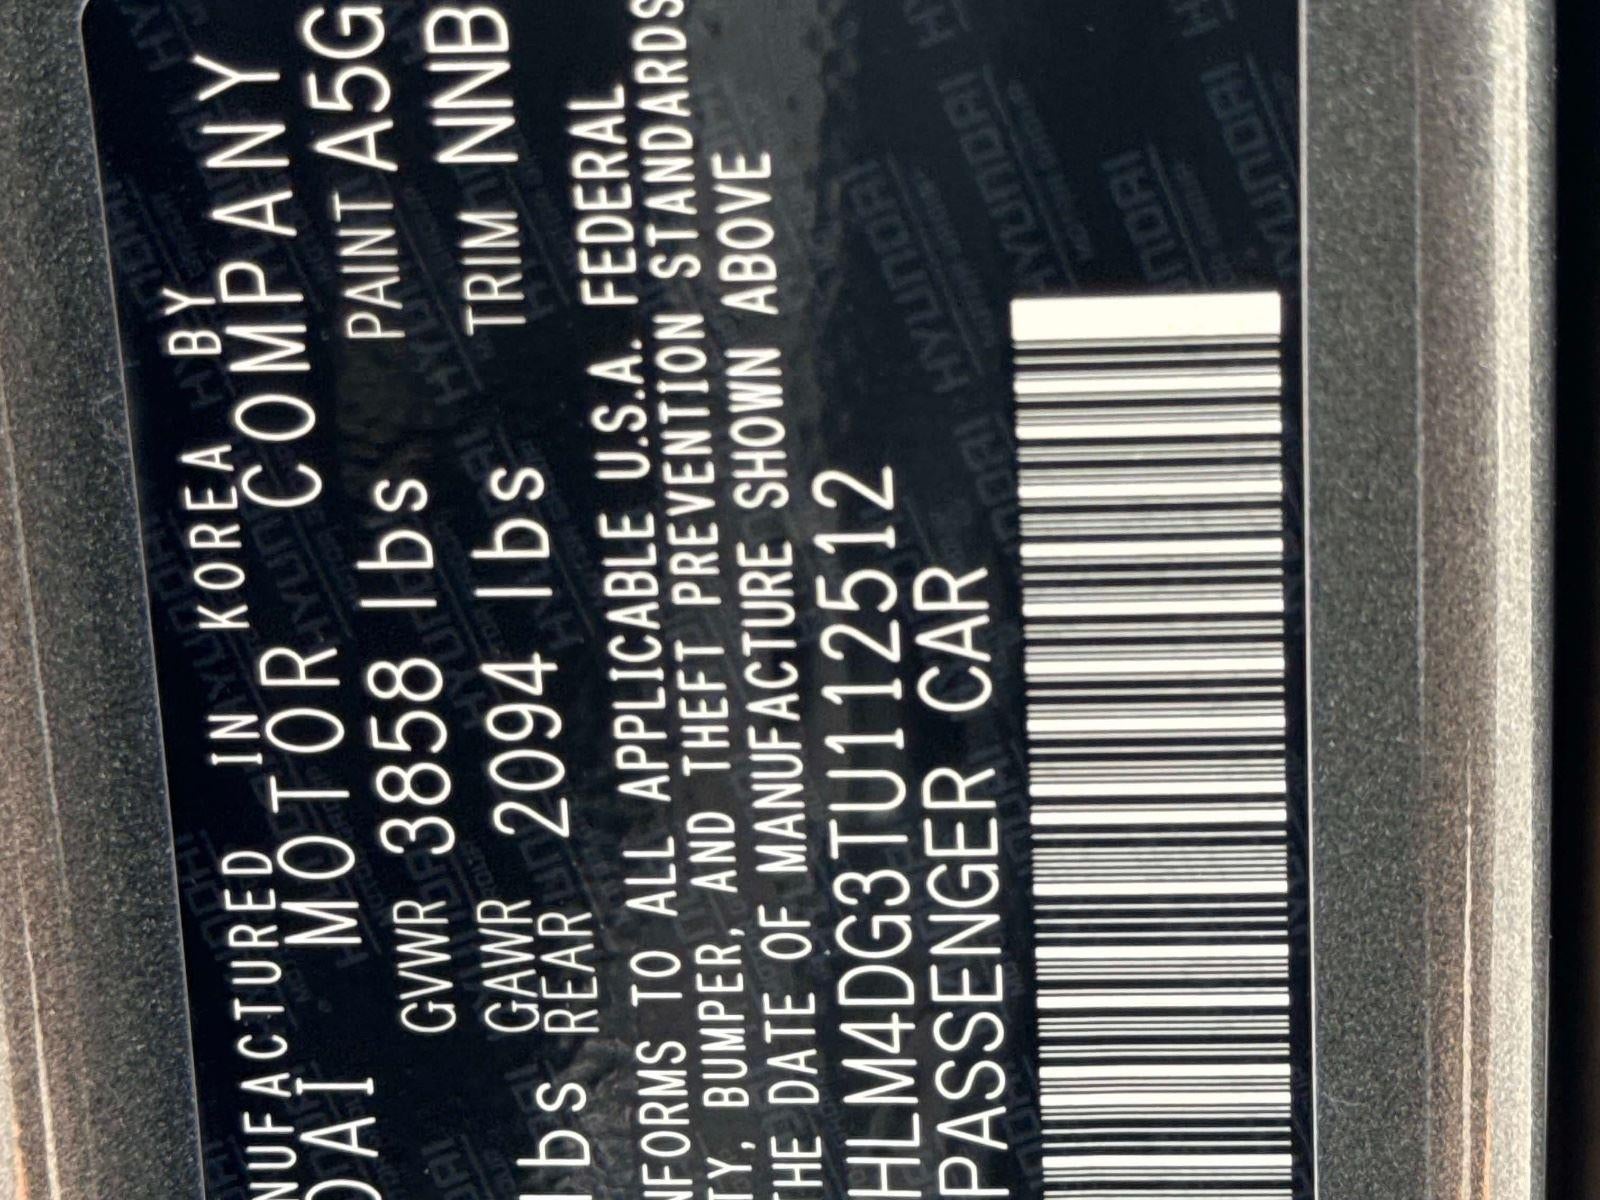 NUFACTURED IN KOREA BY
DAI MOTOR COMPANY
GVWR 3858 lbs PAINT A5G
lbs GAWR REAR 2094 lbs TRIM NNB
NFORMS TO ALL APPLICABLE U.S.A. FEDERAL
TY, BUMPER, AND THEFT PREVENTION STANDARDS
THE DATE OF MANUFACTURE SHOWN ABOVE
HLM4DG3TU112512
PASSENGER CAR